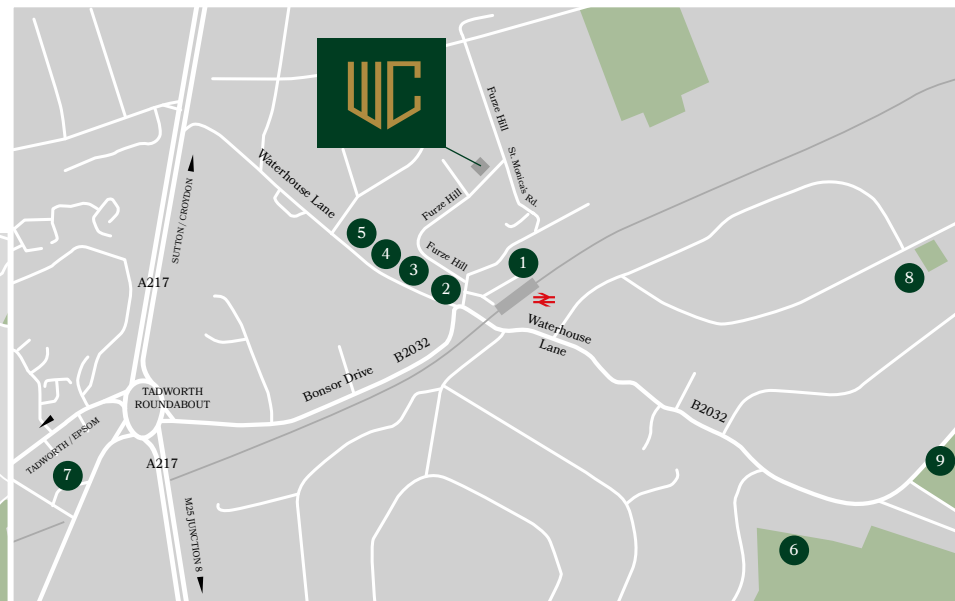 WC
Furze Hill
St. Monica's Rd.
Waterhouse Lane
SUTTON / CROYDON
Furze Hill
Furze Hill
5
4
3
2
1
8
A217
Waterhouse
Lane
B2032
Bonsor Drive
TADWORTH
ROUNDABOUT
B2032
TADWORTH / EPSOM
A217
7
9
M25 JUNCTION 8
6